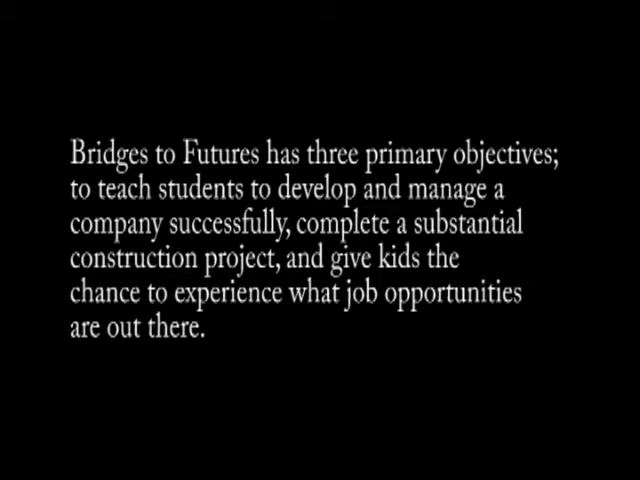 Bridges to Futures has three primary objectives;
to teach students to develop and manage a
company successfully, complete a substantial
construction project, and give kids the
chance to experience what job opportunities
are out there.